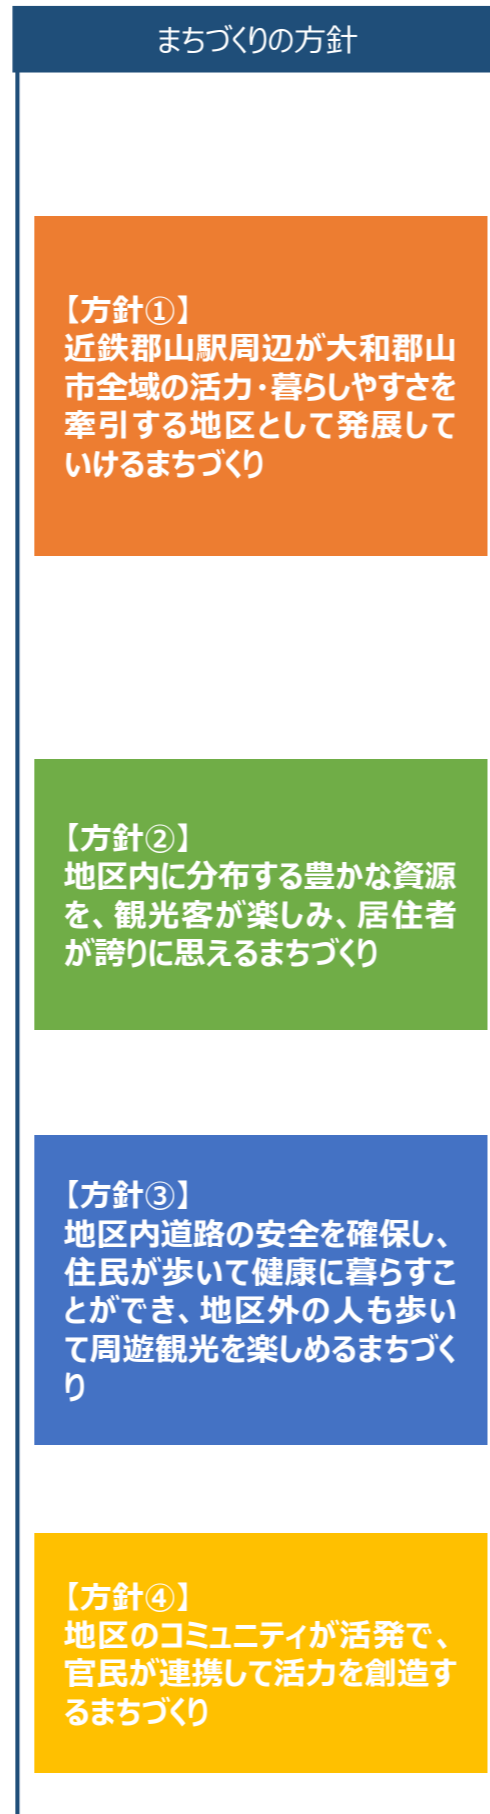 まちづくりの方針
【方針①】
近鉄郡山駅周辺が大和郡山
市全域の活力・暮らしやすさを
牽引する地区として発展して
いけるまちづくり
【方針②】
地区内に分布する豊かな資源
を、観光客が楽しみ、居住者
が誇りに思えるまちづくり
【方針③】
地区内道路の安全を確保し、
住民が歩いて健康に暮らすこ
とができ、地区外の人も歩い
て周遊観光を楽しめるまちづく
り
【方針④】
地区のコミュニティが活発で、
官民が連携して活力を創造す
るまちづくり